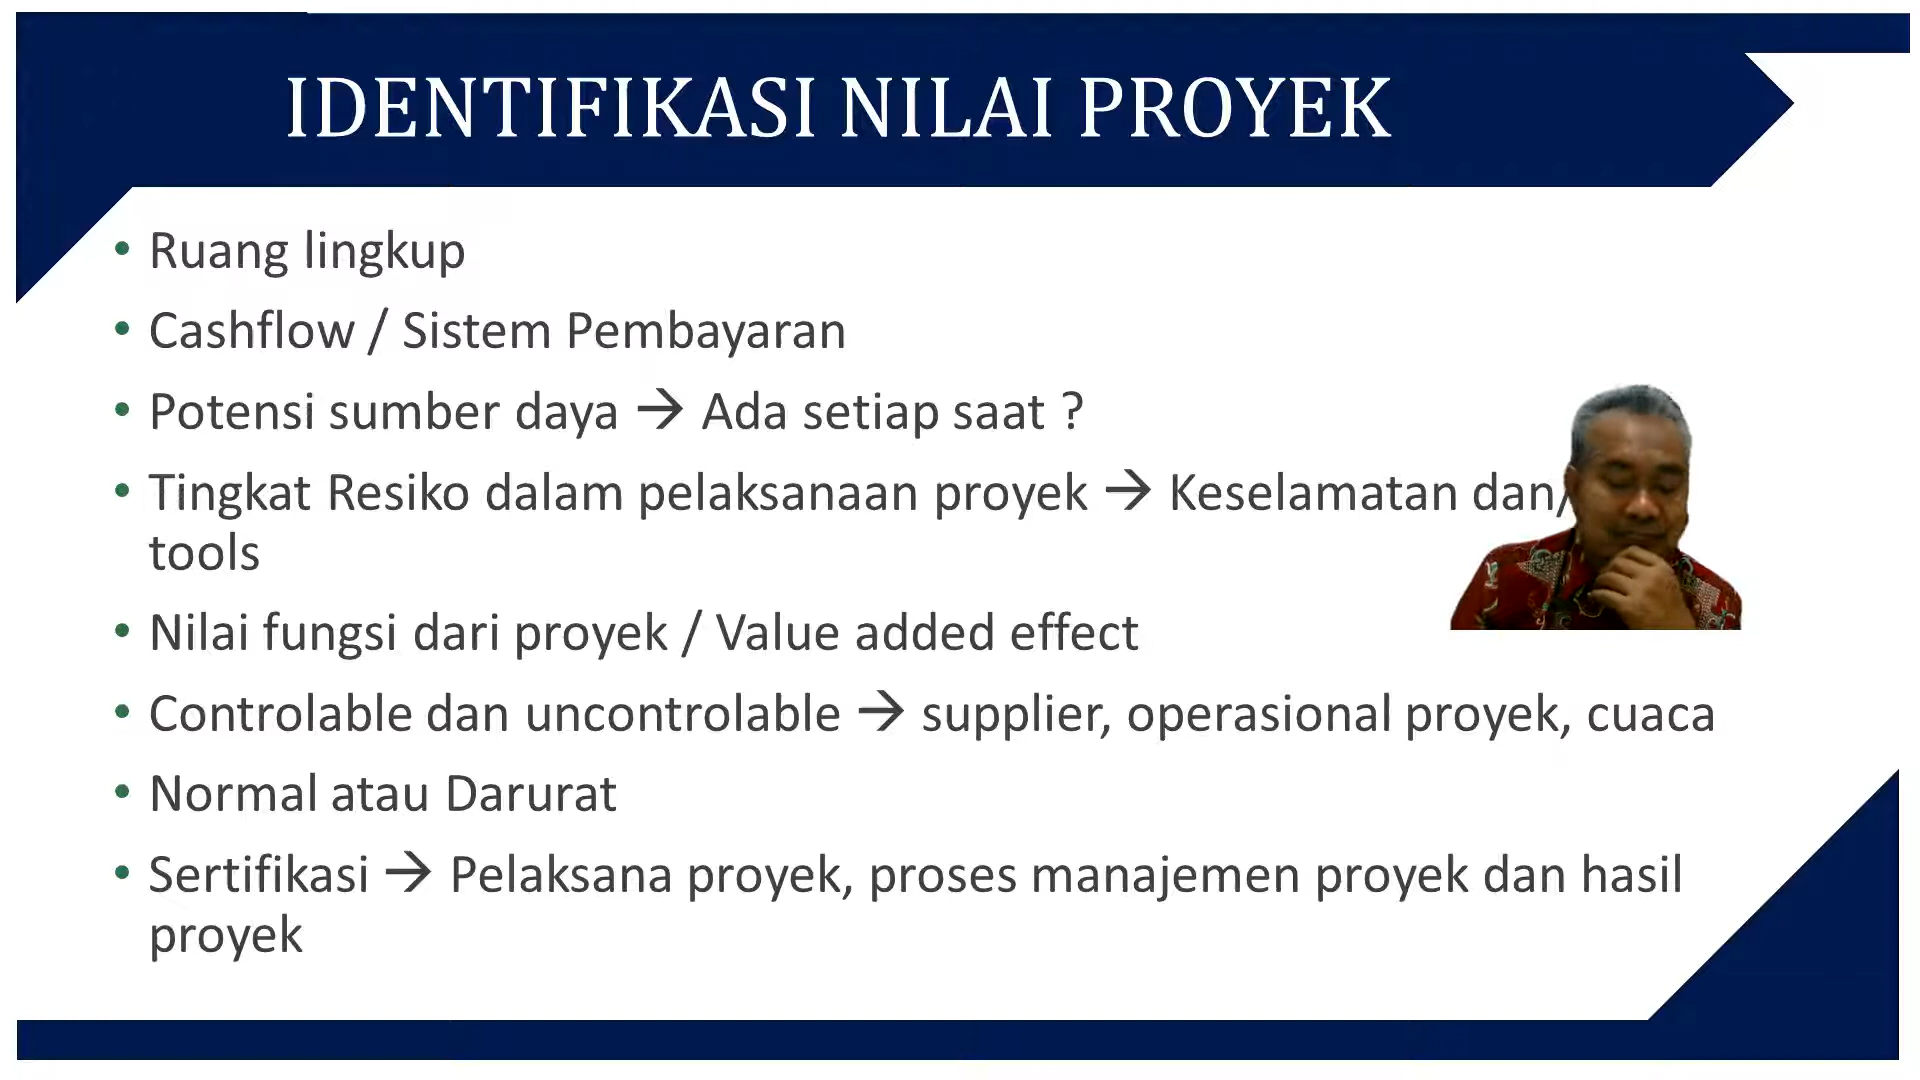 IDENTIFIKASI NILAI PROYEK
• Ruang lingkup
• Cashflow / Sistem Pembayaran
• Potensi sumber daya → Ada setiap saat ?
• Tingkat Resiko dalam pelaksanaan proyek → Keselamatan dan/
tools
• Nilai fungsi dari proyek / Value added effect
• Controlable dan uncontrolable → supplier, operasional proyek, cuaca
• Normal atau Darurat
• Sertifikasi → Pelaksana proyek, proses manajemen proyek dan hasil
proyek